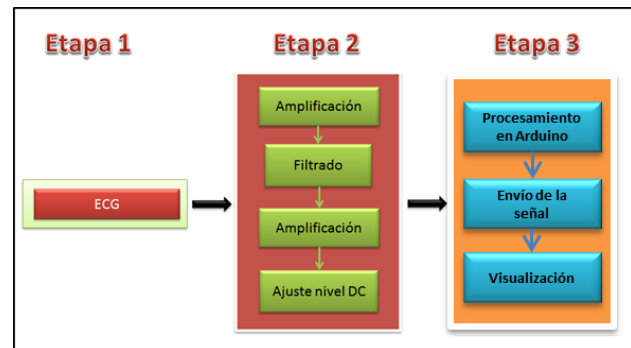 Etapa 1
ECG
Etapa 2
Amplificación
Filtrado
Amplificación
Ajuste nivel DC
Etapa 3
Procesamiento
en Arduino
Envío de la
señal
Visualización